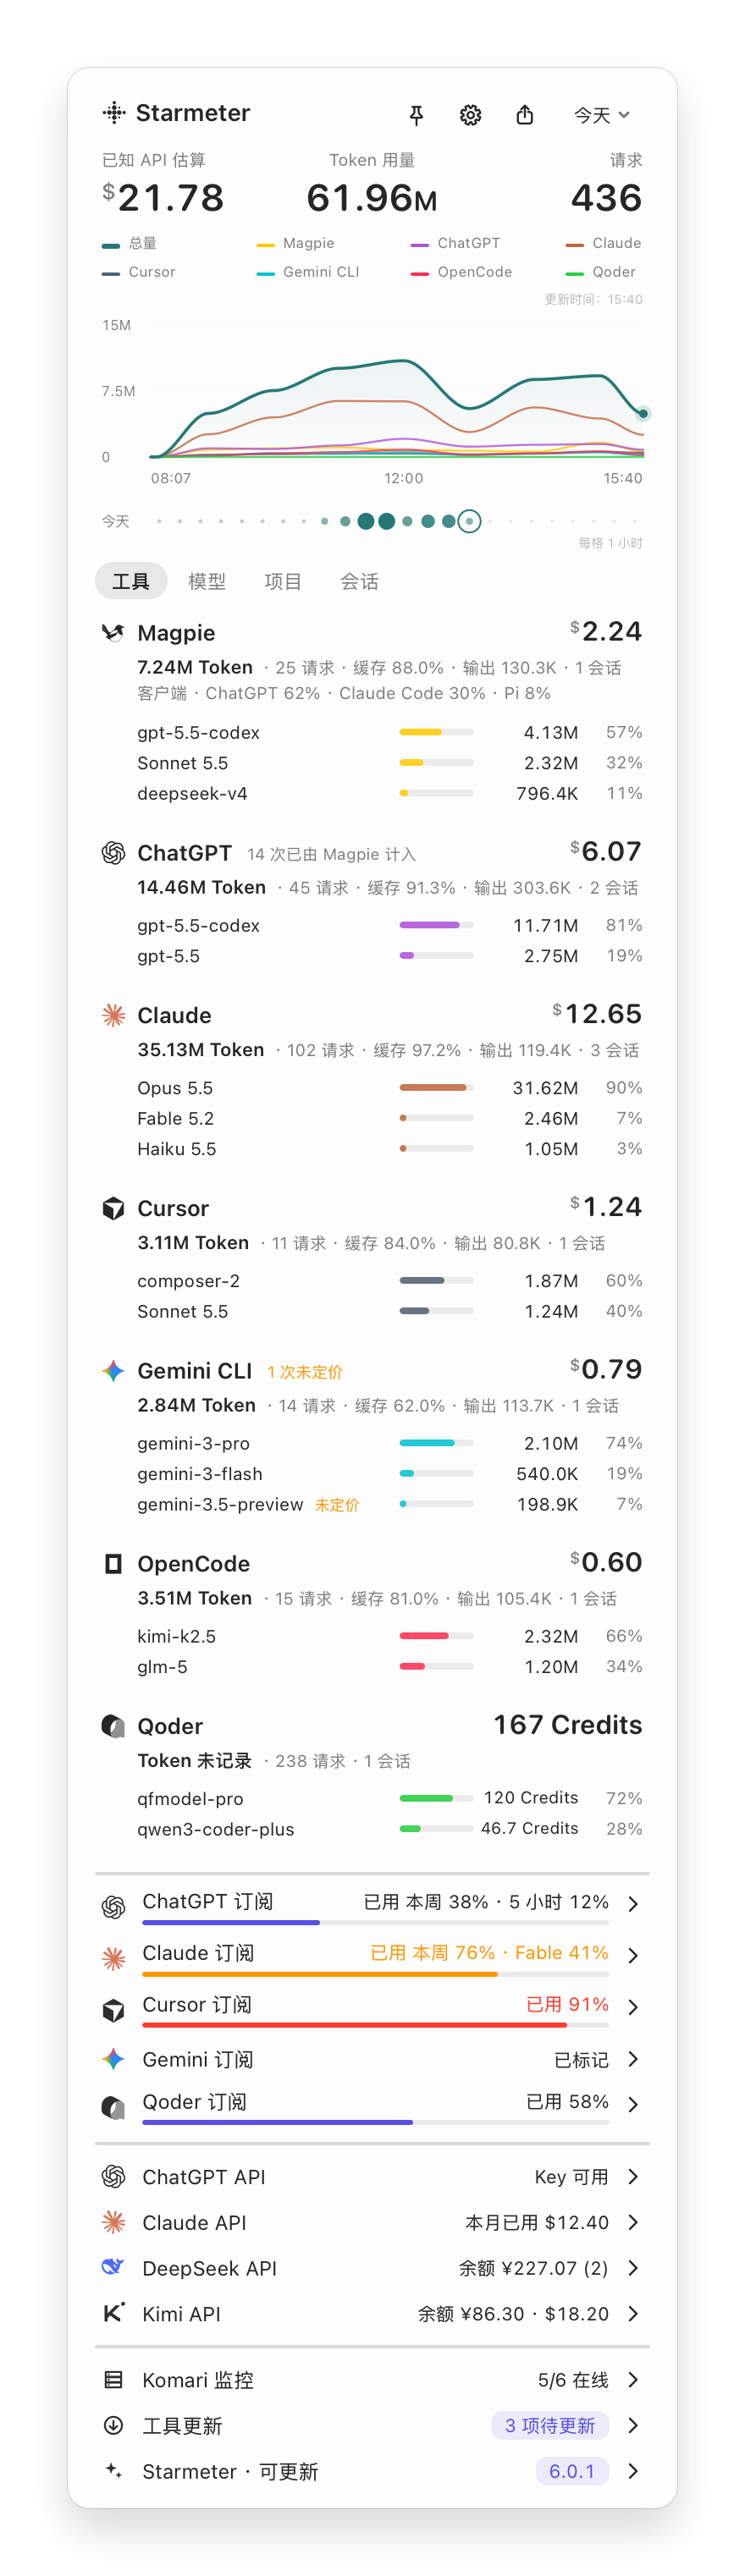 Starmeter 今天
已知 API 估算 Token 用量 请求
$21.78 61.96M 436
总量 Magpie ChatGPT Claude
Cursor Gemini CLI OpenCode Qoder
更新时间：15:40
15M
7.5M
0
08:07 12:00 15:40
今天
每格 1 小时
工具 模型 项目 会话
Magpie $2.24
7.24M Token · 25 请求 · 缓存 88.0% · 输出 130.3K · 1 会话
客户端 · ChatGPT 62% · Claude Code 30% · Pi 8%
gpt-5.5-codex 4.13M 57%
Sonnet 5.5 2.32M 32%
deepseek-v4 796.4K 11%
ChatGPT 14 次已由 Magpie 计入 $6.07
14.46M Token · 45 请求 · 缓存 91.3% · 输出 303.6K · 2 会话
gpt-5.5-codex 11.71M 81%
gpt-5.5 2.75M 19%
Claude $12.65
35.13M Token · 102 请求 · 缓存 97.2% · 输出 119.4K · 3 会话
Opus 5.5 31.62M 90%
Fable 5.2 2.46M 7%
Haiku 5.5 1.05M 3%
Cursor $1.24
3.11M Token · 11 请求 · 缓存 84.0% · 输出 80.8K · 1 会话
composer-2 1.87M 60%
Sonnet 5.5 1.24M 40%
Gemini CLI 1 次未定价 $0.79
2.84M Token · 14 请求 · 缓存 62.0% · 输出 113.7K · 1 会话
gemini-3-pro 2.10M 74%
gemini-3-flash 540.0K 19%
gemini-3.5-preview 未定价 198.9K 7%
OpenCode $0.60
3.51M Token · 15 请求 · 缓存 81.0% · 输出 105.4K · 1 会话
kimi-k2.5 2.32M 66%
glm-5 1.20M 34%
Qoder 167 Credits
Token 未记录 · 238 请求 · 1 会话
qfmodel-pro 120 Credits 72%
qwen3-coder-plus 46.7 Credits 28%
ChatGPT 订阅 已用 本周 38% · 5 小时 12%
Claude 订阅 已用 本周 76% · Fable 41%
Cursor 订阅 已用 91%
Gemini 订阅 已标记
Qoder 订阅 已用 58%
ChatGPT API Key 可用
Claude API 本月已用 $12.40
DeepSeek API 余额 ¥227.07 (2)
Kimi API 余额 ¥86.30 · $18.20
Komari 监控 5/6 在线
工具更新 3 项待更新
Starmeter · 可更新 6.0.1